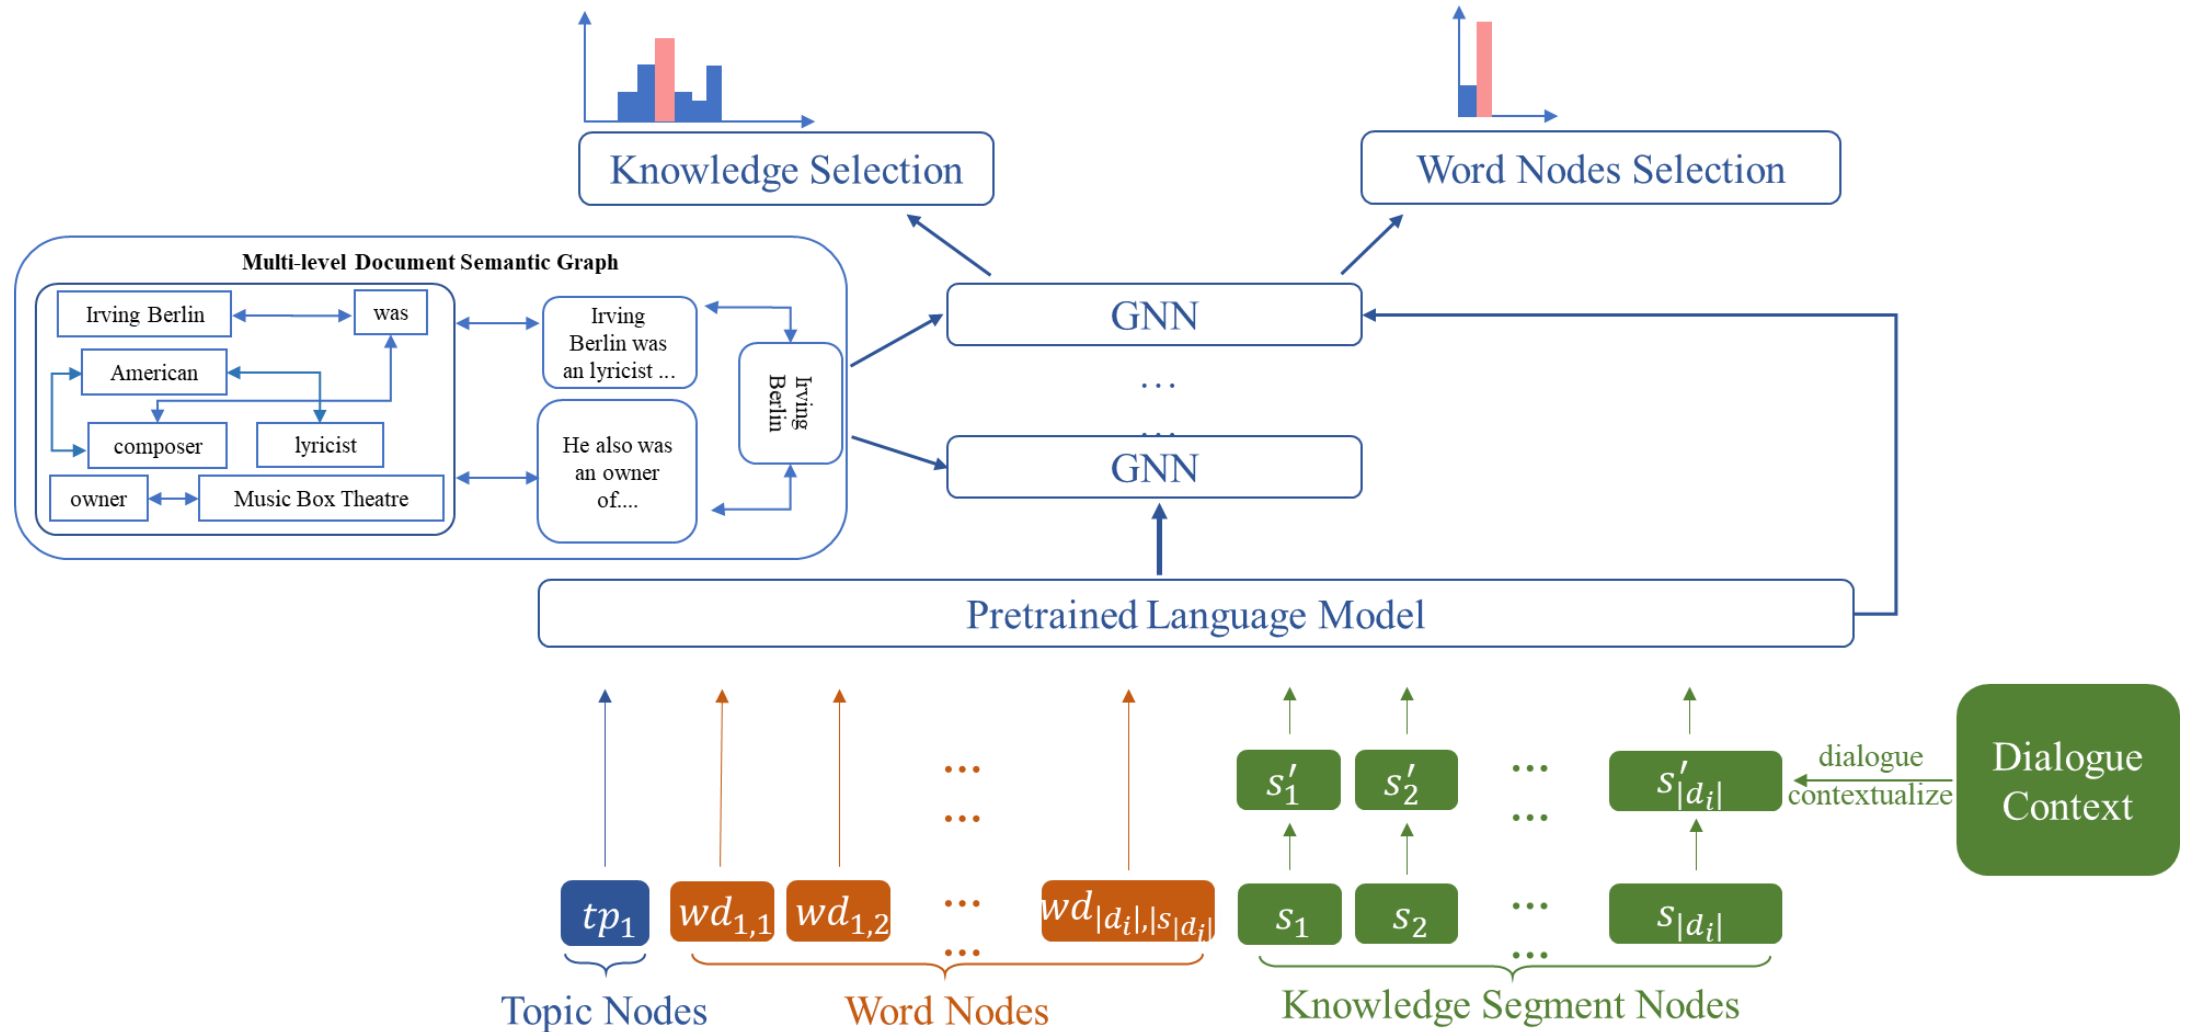 Knowledge Selection
Word Nodes Selection
Multi-level Document Semantic Graph
Irving Berlin
was
American
composer
lyricist
owner
Music Box Theatre
Irving
Berlin was
an lyricist ...
He also was
an owner
of....
Irving
Berlin
GNN
...
...
GNN
Pretrained Language Model
s′₁
s′₂
...
...
s′|dᵢ|
dialogue
contextualize
Dialogue
Context
...
...
tp₁
wd₁,₁
wd₁,₂
...
...
wd|dᵢ|,|s|dᵢ|
s₁
s₂
...
...
s|dᵢ|
Topic Nodes
Word Nodes
Knowledge Segment Nodes